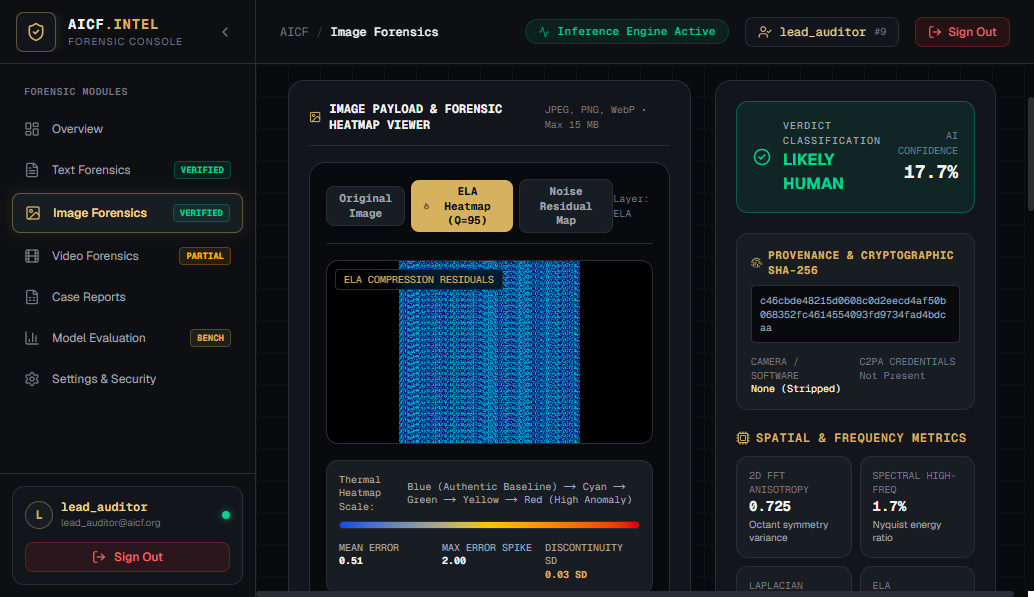 AICF.INTEL
FORENSIC CONSOLE
FORENSIC MODULES
Overview
Text Forensics VERIFIED
Image Forensics VERIFIED
Video Forensics PARTIAL
Case Reports
Model Evaluation BENCH
Settings & Security
L
lead_auditor
lead_auditor@aicf.org
Sign Out
AICF / Image Forensics
Inference Engine Active
lead_auditor #9
Sign Out
IMAGE PAYLOAD & FORENSIC
HEATMAP VIEWER
JPEG, PNG, WebP •
Max 15 MB
Original
Image
ELA
Heatmap
(Q=95)
Noise
Residual
Map
Layer:
ELA
ELA COMPRESSION RESIDUALS
Thermal
Heatmap
Scale:
Blue (Authentic Baseline) → Cyan →
Green → Yellow → Red (High Anomaly)
MEAN ERROR
0.51
MAX ERROR SPIKE
2.00
DISCONTINUITY
SD
0.03 SD
VERDICT
CLASSIFICATION
LIKELY
HUMAN
AI
CONFIDENCE
17.7%
PROVENANCE & CRYPTOGRAPHIC
SHA-256
c46cbde48215d0608c0d2eecd4af50b
068352fc4614554093fd9734fad4bdc
aa
CAMERA /
SOFTWARE
None (Stripped)
C2PA CREDENTIALS
Not Present
SPATIAL & FREQUENCY METRICS
2D FFT
ANISOTROPY
0.725
Octant symmetry
variance
SPECTRAL HIGH-
FREQ
1.7%
Nyquist energy
ratio
LAPLACIAN
ELA